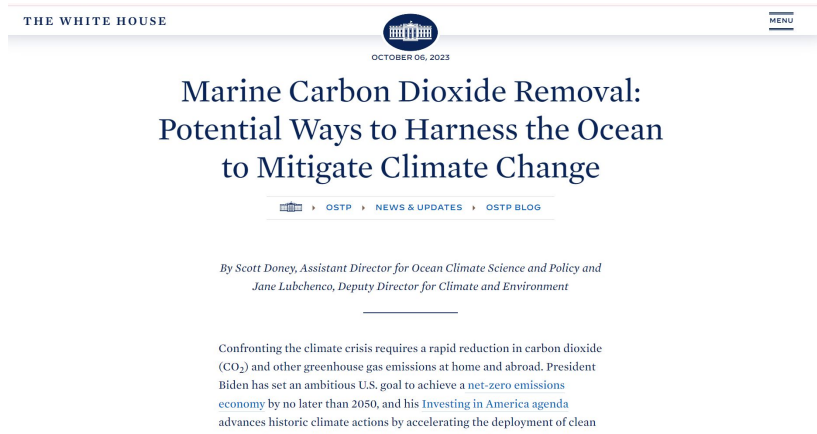 THE WHITE HOUSE
MENU
OCTOBER 06, 2023
Marine Carbon Dioxide Removal:
Potential Ways to Harness the Ocean
to Mitigate Climate Change
OSTP
NEWS & UPDATES
OSTP BLOG
By Scott Doney, Assistant Director for Ocean Climate Science and Policy and
Jane Lubchenco, Deputy Director for Climate and Environment
Confronting the climate crisis requires a rapid reduction in carbon dioxide
(CO₂) and other greenhouse gas emissions at home and abroad. President
Biden has set an ambitious U.S. goal to achieve a net-zero emissions
economy by no later than 2050, and his Investing in America agenda
advances historic climate actions by accelerating the deployment of clean